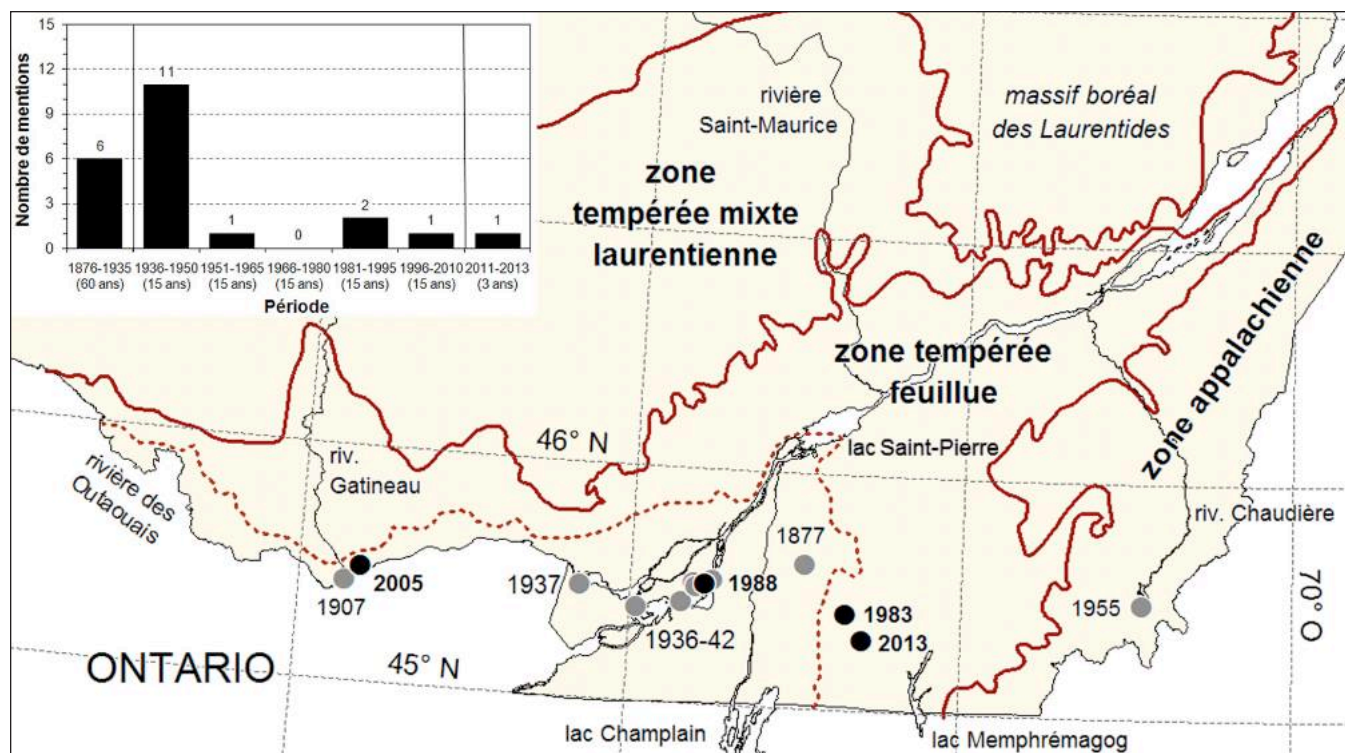 Nombre de mentions
15
12
9
6
3
0
6
11
1
0
2
1
1
1876-1935 1936-1950 1951-1965 1966-1980 1981-1995 1996-2010 2011-2013
(60 ans) (15 ans) (15 ans) (15 ans) (15 ans) (15 ans) (3 ans)
Période
rivière
Saint-Maurice
massif boréal
des Laurentides
zone
tempérée mixte
laurentienne
zone tempérée
feuillue
zone appalachienne
46° N
lac Saint-Pierre
riv.
Gatineau
rivière des
Outaouais
riv. Chaudière
1877
2005
1907
1937
1988
1936-42
1983
2013
1955
70° O
45° N
ONTARIO
lac Champlain
lac Memphrémagog